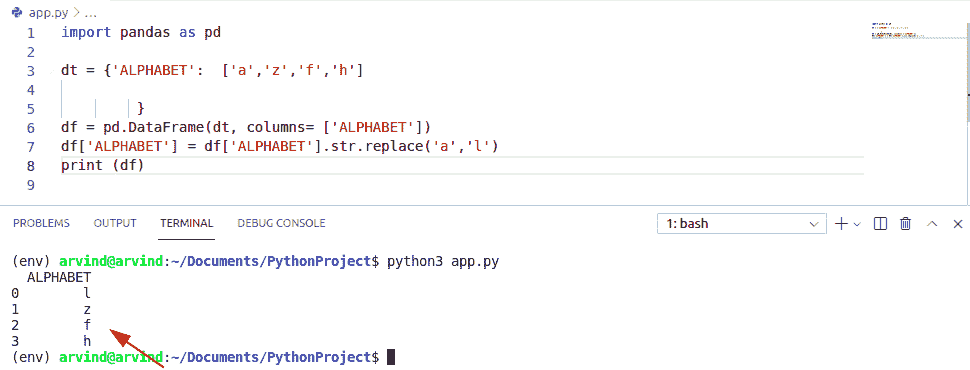 app.py > ...
1 import pandas as pd
2
3 dt = {'ALPHABET':  ['a','z','f','h']
4
5          }
6 df = pd.DataFrame(dt, columns= ['ALPHABET'])
7 df['ALPHABET'] = df['ALPHABET'].str.replace('a','l')
8 print (df)
9
PROBLEMS OUTPUT TERMINAL DEBUG CONSOLE 1: bash
(env) arvind@arvind:~/Documents/PythonProject$ python3 app.py
  ALPHABET
0        l
1        z
2        f
3        h
(env) arvind@arvind:~/Documents/PythonProject$